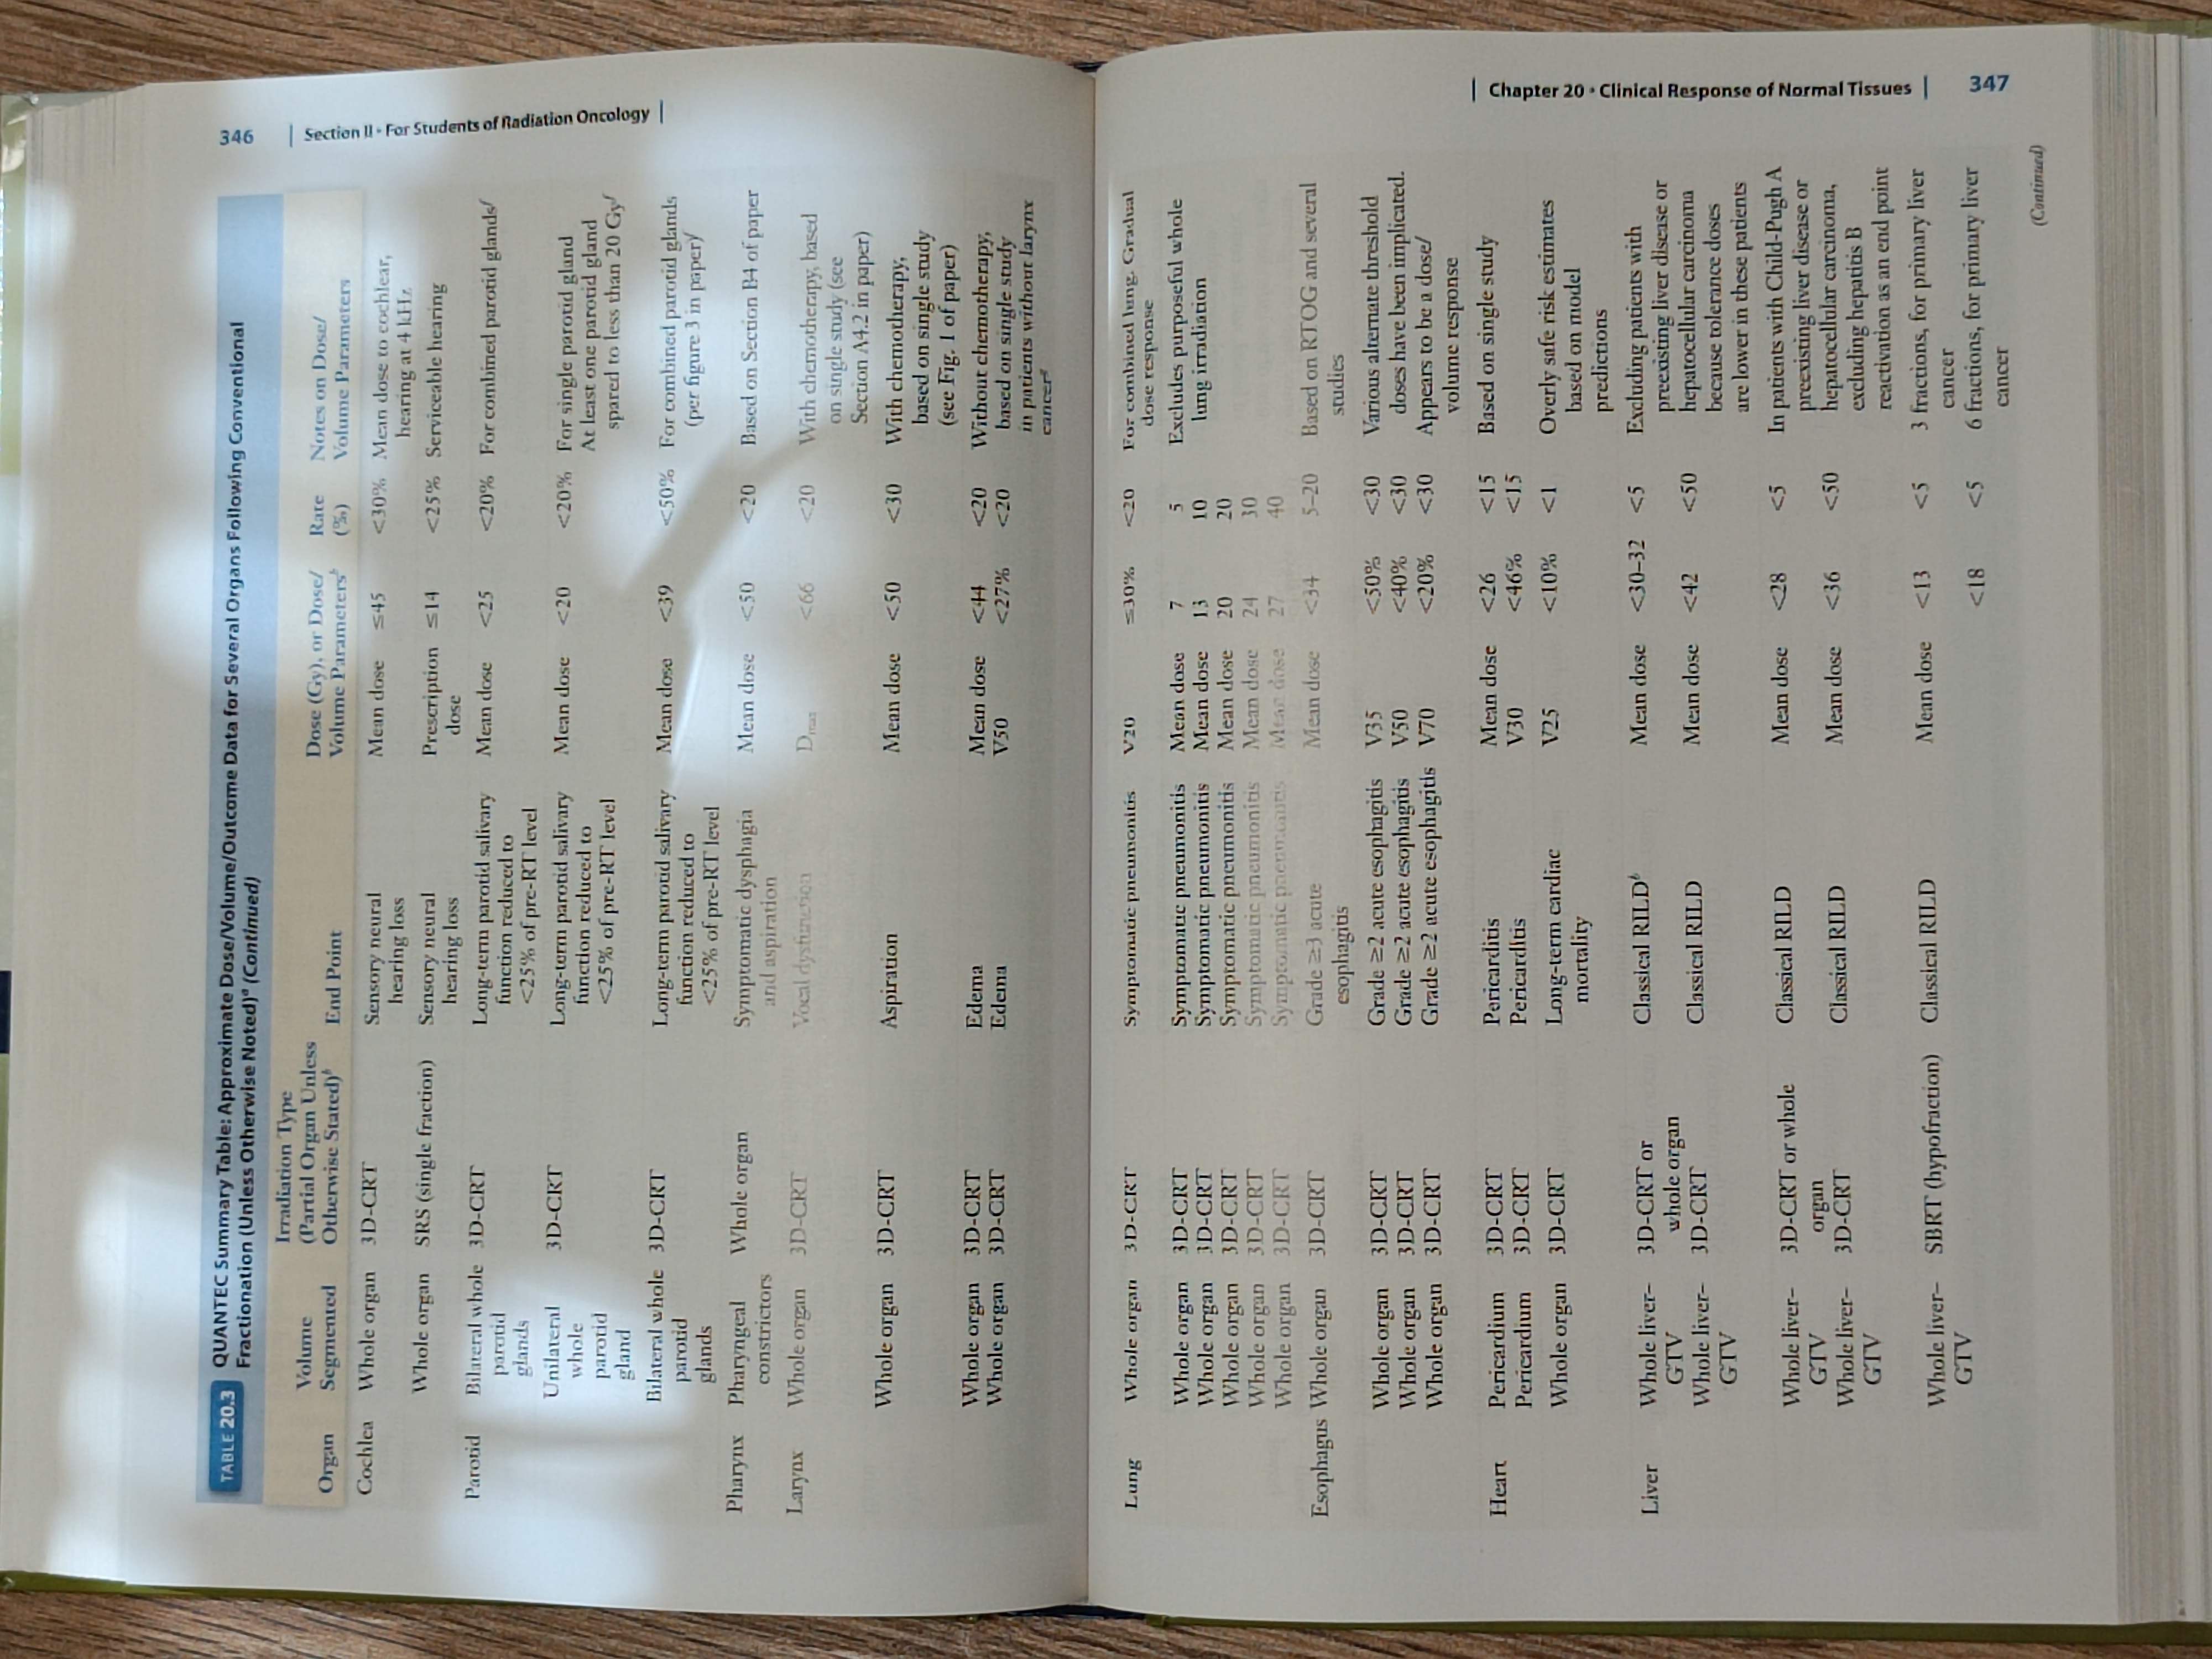 346 | Section II • For Students of Radiation Oncology |
| Chapter 20 • Clinical Response of Normal Tissues | 347
TABLE 20.3 QUANTEC Summary Table: Approximate Dose/Volume/Outcome Data for Several Organs Following Conventional
Fractionation (Unless Otherwise Noted)a (Continued)
Organ Volume Segmented Irradiation Type (Partial Organ Unless Otherwise Stated)b End Point Dose (Gy), or Dose/Volume Parametersb Rate (%) Notes on Dose/Volume Parameters
Cochlea Whole organ 3D-CRT Sensory neural hearing loss Mean dose ≤45 <30% Mean dose to cochlear, hearing at 4 kHz
Whole organ SRS (single fraction) Sensory neural hearing loss Prescription dose ≤14 <25% Serviceable hearing
Parotid Bilateral whole parotid glands 3D-CRT Long-term parotid salivary function reduced to <25% of pre-RT level Mean dose <25 <20% For combined parotid glandsf
Unilateral whole parotid gland 3D-CRT Long-term parotid salivary function reduced to <25% of pre-RT level Mean dose <20 <20% For single parotid gland At least one parotid gland spared to less than 20 Gyf
Bilateral whole parotid glands 3D-CRT Long-term parotid salivary function reduced to <25% of pre-RT level Mean dose <39 <50% For combined parotid glands (per figure 3 in paper)f
Pharynx Pharyngeal constrictors Whole organ Symptomatic dysphagia and aspiration Mean dose <50 <20 Based on Section B4 of paper
Larynx Whole organ 3D-CRT Vocal dysfunction Dmax <66 <20 With chemotherapy, based on single study (see Section A4.2 in paper)
Whole organ 3D-CRT Aspiration Mean dose <50 <30 With chemotherapy, based on single study (see Fig. 1 of paper)
Whole organ 3D-CRT Edema Mean dose <44 <20 Without chemotherapy, based on single study in patients without larynx cancerg
Whole organ 3D-CRT Edema V50 <27% <20
Lung Whole organ 3D-CRT Symptomatic pneumonitis V20 ≤30% <20 For combined lung. Gradual dose response
Whole organ 3D-CRT Symptomatic pneumonitis Mean dose 7 5 Excludes purposeful whole lung irradiation
Whole organ 3D-CRT Symptomatic pneumonitis Mean dose 13 10
Whole organ 3D-CRT Symptomatic pneumonitis Mean dose 20 20
Whole organ 3D-CRT Symptomatic pneumonitis Mean dose 24 30
Whole organ 3D-CRT Symptomatic pneumonitis Mean dose 27 40
Esophagus Whole organ 3D-CRT Grade ≥3 acute esophagitis Mean dose <34 5–20 Based on RTOG and several studies
Whole organ 3D-CRT Grade ≥2 acute esophagitis V35 <50% <30 Various alternate threshold doses have been implicated.
Whole organ 3D-CRT Grade ≥2 acute esophagitis V50 <40% <30 Appears to be a dose/volume response
Whole organ 3D-CRT Grade ≥2 acute esophagitis V70 <20% <30
Heart Pericardium 3D-CRT Pericarditis Mean dose <26 <15 Based on single study
Pericardium 3D-CRT Pericarditis V30 <46% <15
Whole organ 3D-CRT Long-term cardiac mortality V25 <10% <1 Overly safe risk estimates based on model predictions
Liver Whole liver–GTV 3D-CRT or whole organ Classical RILDb Mean dose <30–32 <5 Excluding patients with preexisting liver disease or hepatocellular carcinoma because tolerance doses are lower in these patients
Whole liver–GTV 3D-CRT Classical RILD Mean dose <42 <50
Whole liver–GTV 3D-CRT or whole organ Classical RILD Mean dose <28 <5 In patients with Child-Pugh A preexisting liver disease or hepatocellular carcinoma, excluding hepatitis B reactivation as an end point
Whole liver–GTV 3D-CRT Classical RILD Mean dose <36 <50
Whole liver–GTV SBRT (hypofraction) Classical RILD Mean dose <13 <5 3 fractions, for primary liver cancer
<18 <5 6 fractions, for primary liver cancer
(Continued)